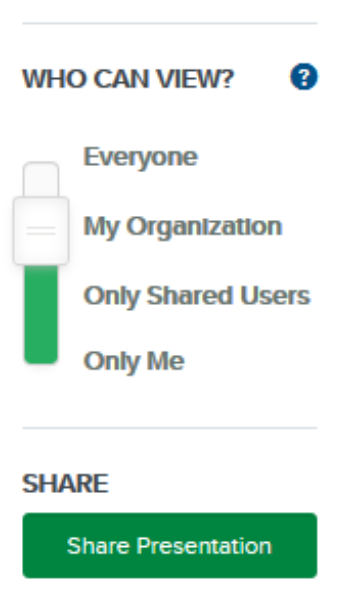 WHO CAN VIEW? ?
Everyone
My Organization
Only Shared Users
Only Me
SHARE
Share Presentation